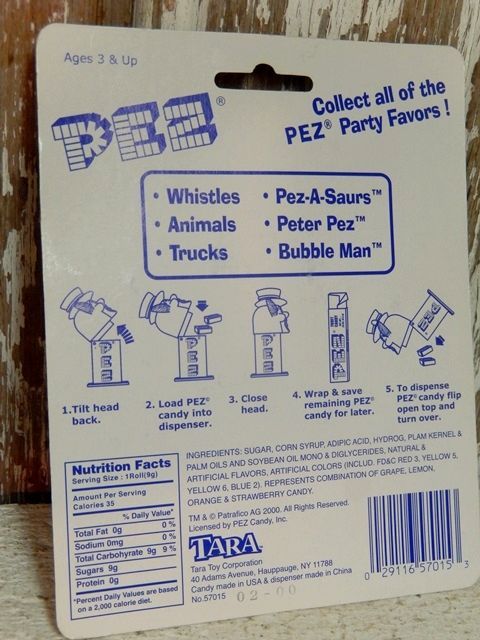 Ages 3 & Up
PEZ®
Collect all of the
PEZ® Party Favors !
• Whistles
• Animals
• Trucks
• Pez-A-Saurs™
• Peter Pez™
• Bubble Man™
PEZ
PEZ
PEZ
PEZ
PEZ
1.Tilt head
back.
2. Load PEZ®
candy into
dispenser.
3. Close
head.
4. Wrap & save
remaining PEZ®
candy for later.
5. To dispense
PEZ® candy flip
open top and
turn over.
Nutrition Facts
Serving Size : 1Roll(9g)
Amount Per Serving
Calories 35
% Daily Value*
Total Fat 0g 0 %
Sodium 0mg 0 %
Total Carbohydrate 9g 9 %
Sugars 9g
Protein 0g
*Percent Daily Values are based
on a 2,000 calorie diet.
INGREDIENTS: SUGAR, CORN SYRUP, ADIPIC ACID, HYDROG, PLAM KERNEL &
PALM OILS AND SOYBEAN OIL MONO & DIGLYCERIDES, NATURAL &
ARTIFICIAL FLAVORS, ARTIFICIAL COLORS (INCLUD. FD&C RED 3, YELLOW 5,
YELLOW 6, BLUE 2). REPRESENTS COMBINATION OF GRAPE, LEMON,
ORANGE & STRAWBERRY CANDY.
TM & © Patrafico AG 2000. All Rights Reserved.
Licensed by PEZ Candy, Inc.
TARA
Tara Toy Corporation
40 Adams Avenue, Hauppauge, NY 11788
Candy made in USA & dispenser made in China
No.57015 02-00
0 29116 57015 3